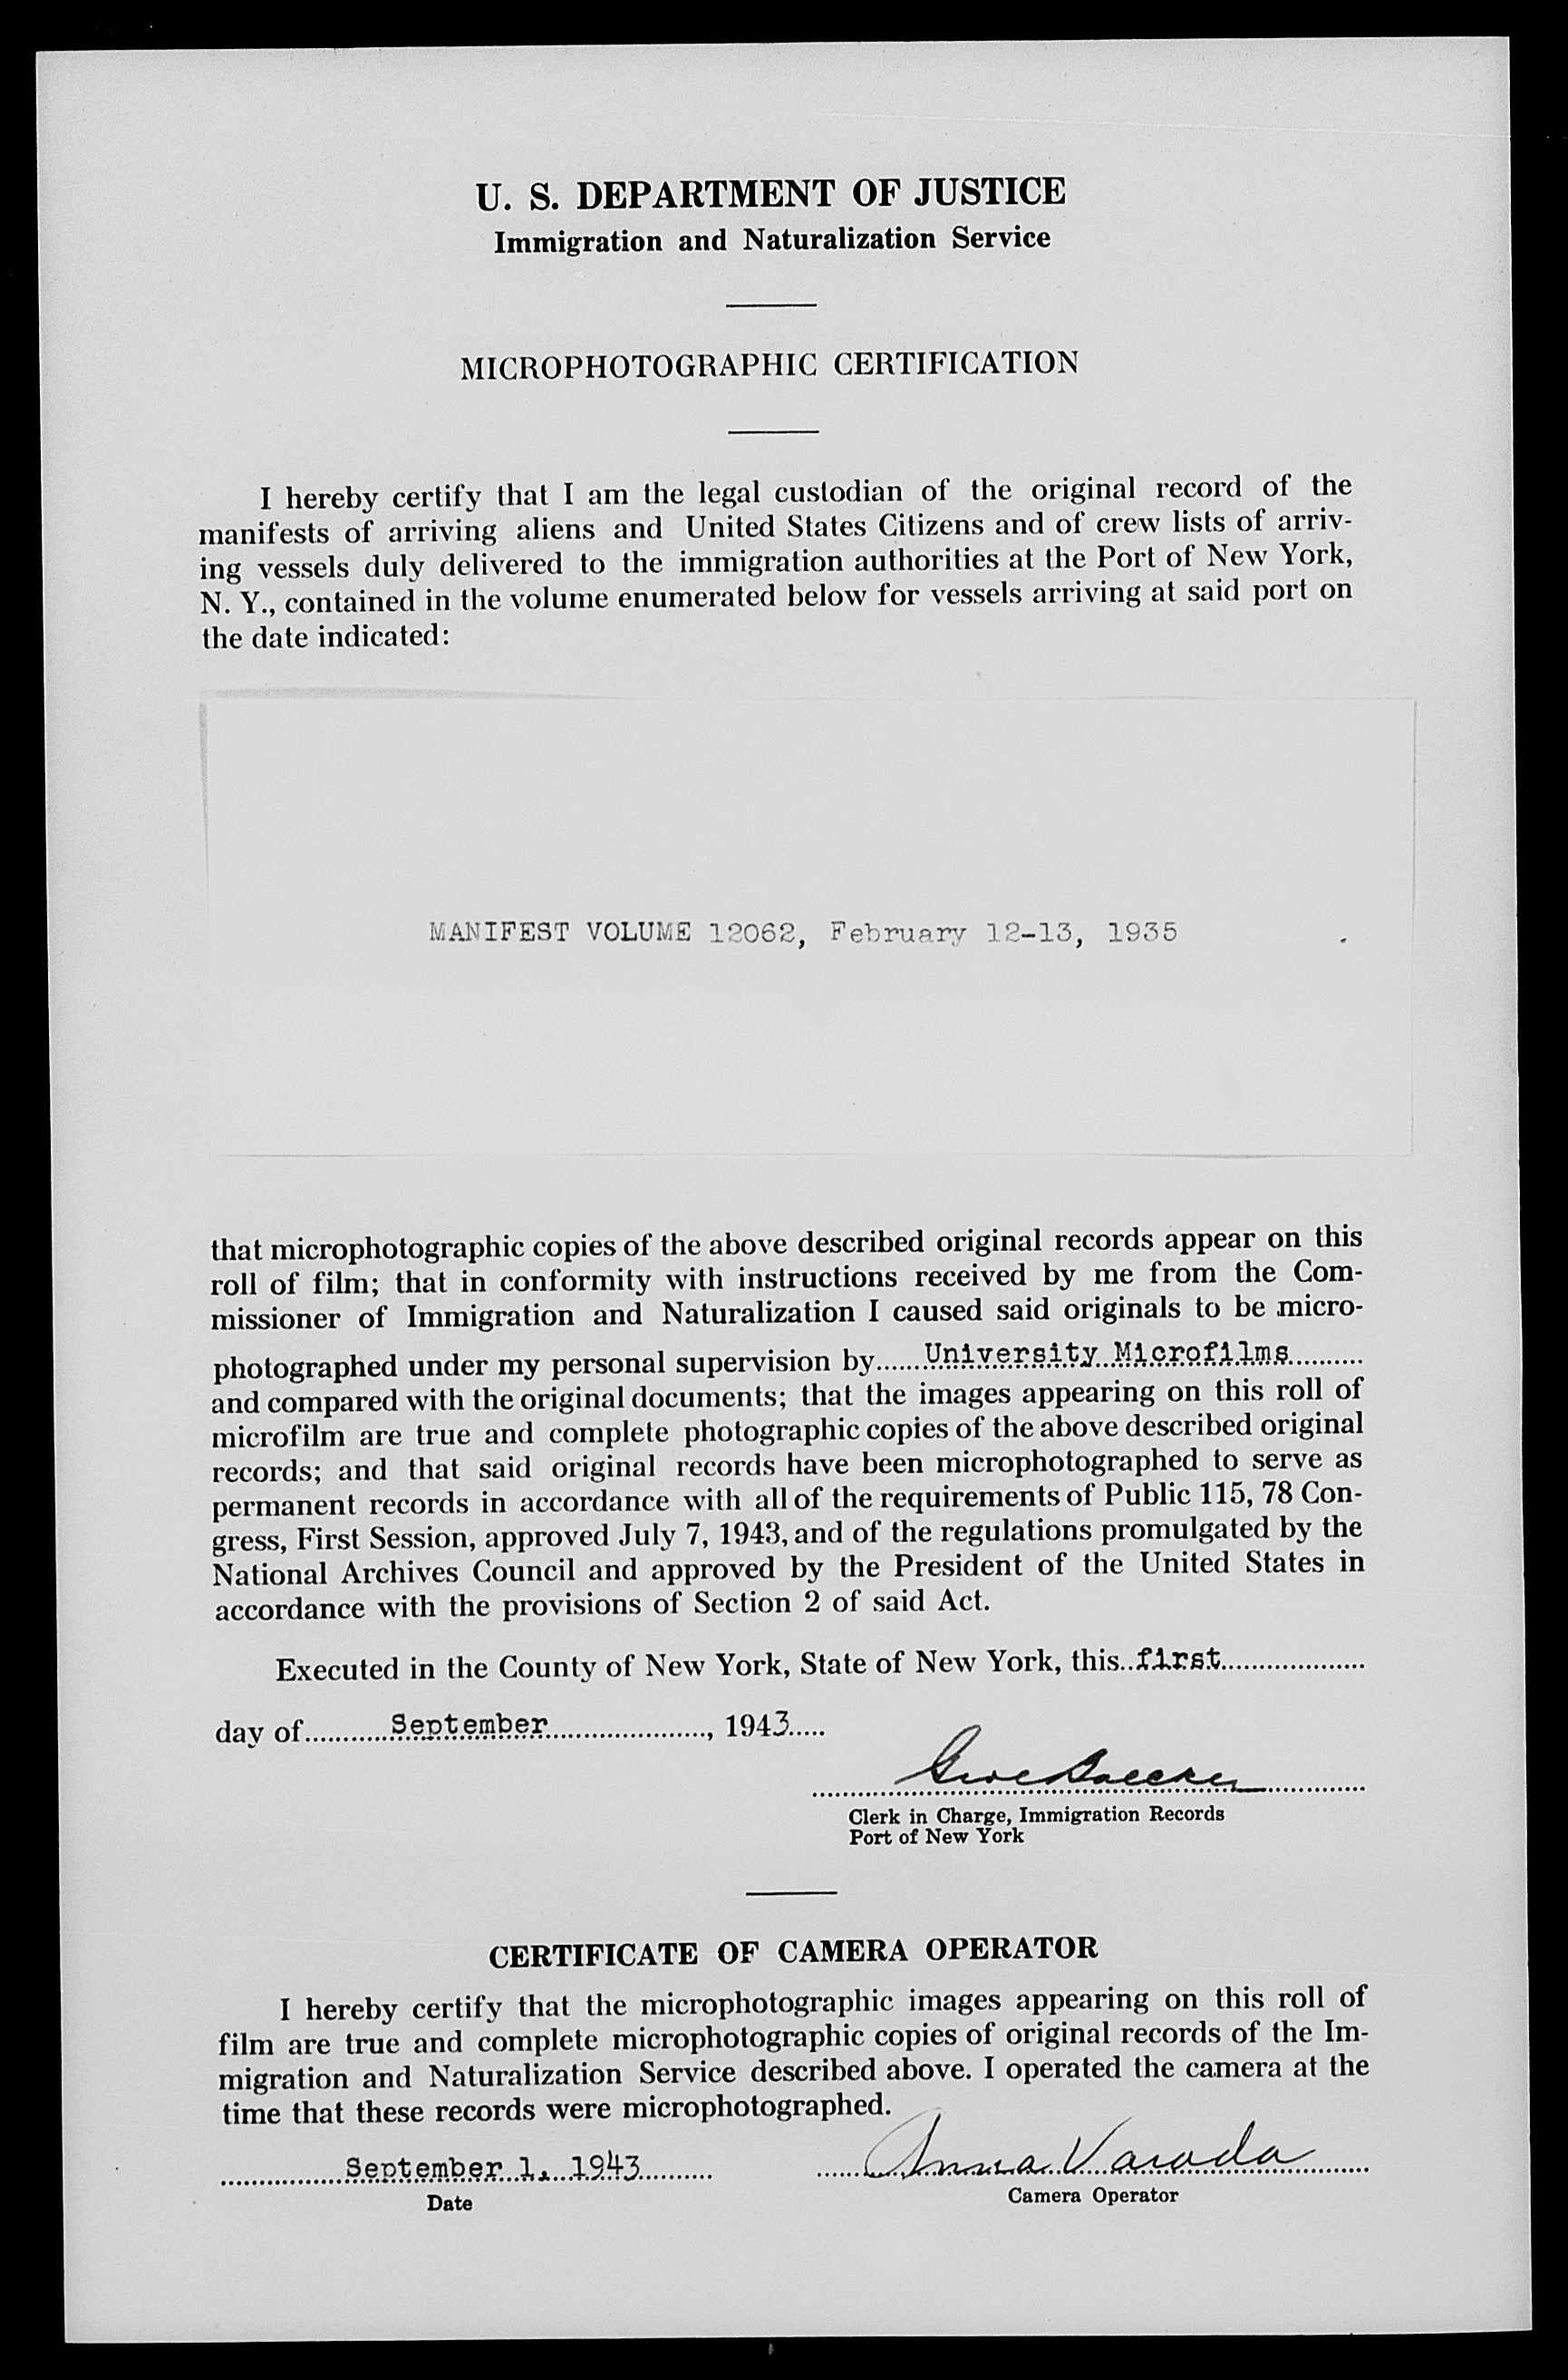 U. S. DEPARTMENT OF JUSTICE
Immigration and Naturalization Service
MICROPHOTOGRAPHIC CERTIFICATION
I hereby certify that I am the legal custodian of the original record of the
manifests of arriving aliens and United States Citizens and of crew lists of arriv-
ing vessels duly delivered to the immigration authorities at the Port of New York,
N. Y., contained in the volume enumerated below for vessels arriving at said port on
the date indicated:
MANIFEST VOLUME 12062, February 12-13, 1935
that microphotographic copies of the above described original records appear on this
roll of film; that in conformity with instructions received by me from the Com-
missioner of Immigration and Naturalization I caused said originals to be micro-
photographed under my personal supervision by......University Microfilms..........
and compared with the original documents; that the images appearing on this roll of
microfilm are true and complete photographic copies of the above described original
records; and that said original records have been microphotographed to serve as
permanent records in accordance with all of the requirements of Public 115, 78 Con-
gress, First Session, approved July 7, 1943, and of the regulations promulgated by the
National Archives Council and approved by the President of the United States in
accordance with the provisions of Section 2 of said Act.
Executed in the County of New York, State of New York, this..first...................
day of...........September....................., 1943.....
Clerk in Charge, Immigration Records
Port of New York
CERTIFICATE OF CAMERA OPERATOR
I hereby certify that the microphotographic images appearing on this roll of
film are true and complete microphotographic copies of original records of the Im-
migration and Naturalization Service described above. I operated the camera at the
time that these records were microphotographed.
September 1, 1943 Anna Varada
Date Camera Operator